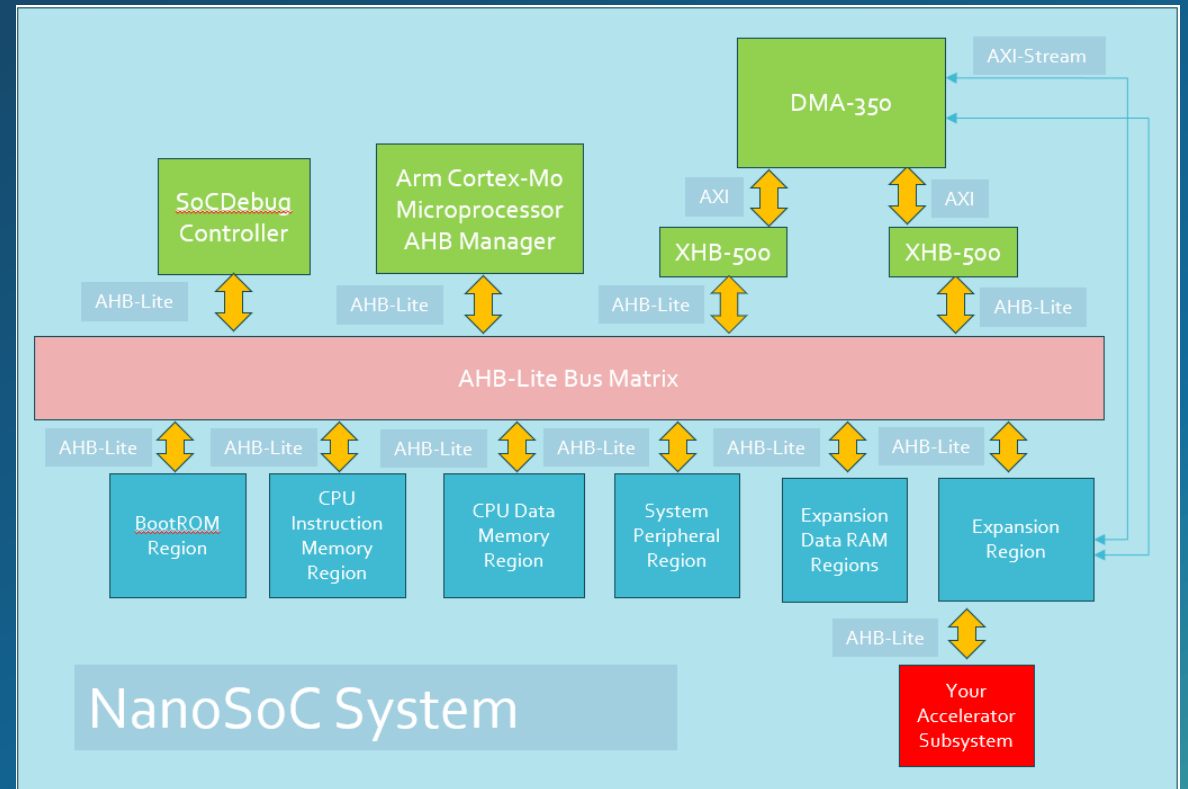 AXI-Stream
DMA-350
SoCDebug
Controller
Arm Cortex-M0
Microprocessor
AHB Manager
AXI
AXI
XHB-500
XHB-500
AHB-Lite
AHB-Lite
AHB-Lite
AHB-Lite
AHB-Lite Bus Matrix
AHB-Lite
AHB-Lite
AHB-Lite
AHB-Lite
AHB-Lite
AHB-Lite
BootROM
Region
CPU
Instruction
Memory
Region
CPU Data
Memory
Region
System
Peripheral
Region
Expansion
Data RAM
Regions
Expansion
Region
AHB-Lite
Your
Accelerator
Subsystem
NanoSoC System